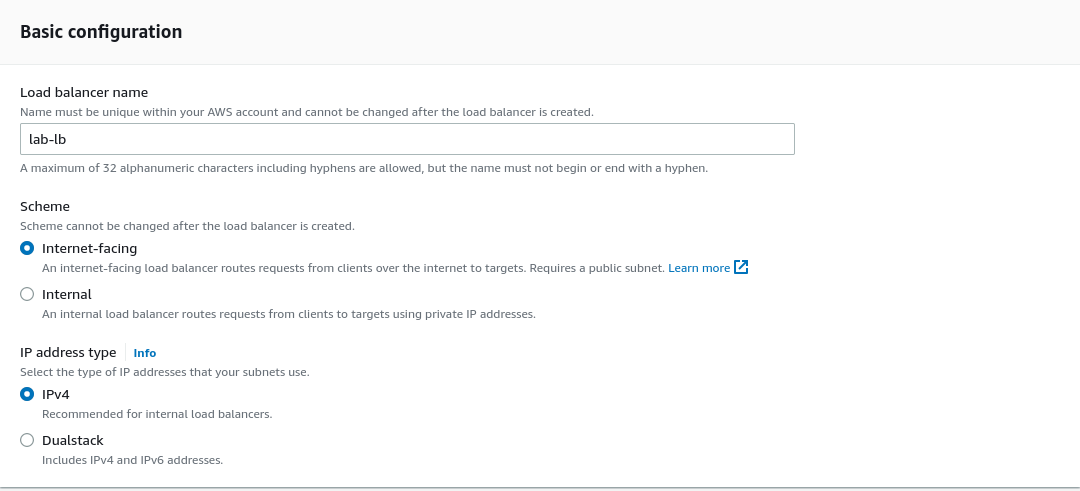 Basic configuration
Load balancer name
Name must be unique within your AWS account and cannot be changed after the load balancer is created.
lab-lb
A maximum of 32 alphanumeric characters including hyphens are allowed, but the name must not begin or end with a hyphen.
Scheme
Scheme cannot be changed after the load balancer is created.
Internet-facing
An internet-facing load balancer routes requests from clients over the internet to targets. Requires a public subnet. Learn more
Internal
An internal load balancer routes requests from clients to targets using private IP addresses.
IP address type Info
Select the type of IP addresses that your subnets use.
IPv4
Recommended for internal load balancers.
Dualstack
Includes IPv4 and IPv6 addresses.